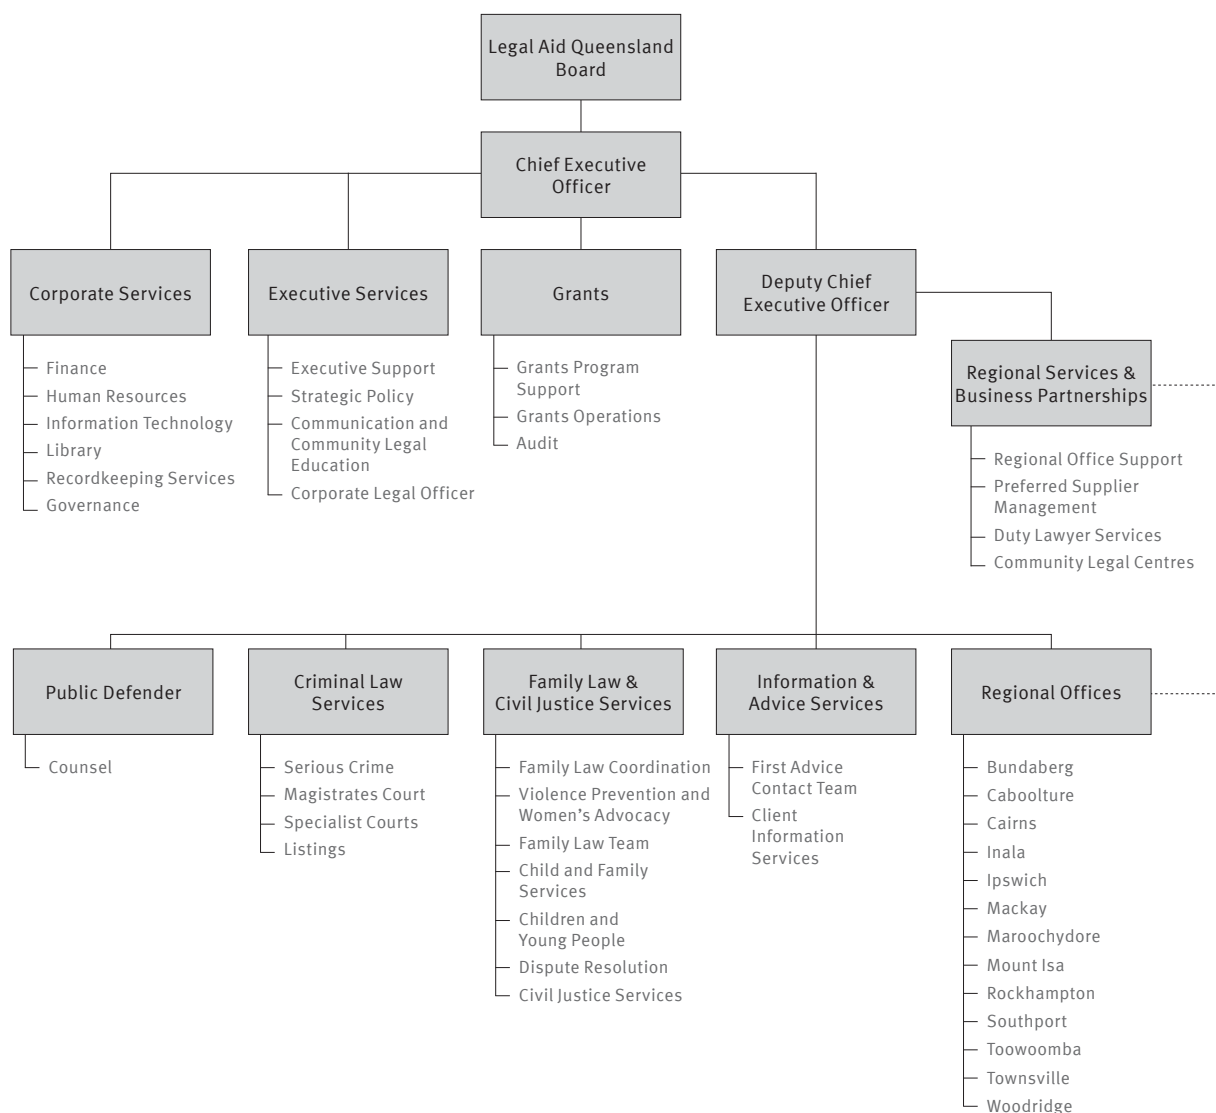 Legal Aid Queensland
Board
Chief Executive
Officer
Corporate Services
Executive Services
Grants
Deputy Chief
Executive Officer
Regional Services &
Business Partnerships
Finance
Human Resources
Information Technology
Library
Recordkeeping Services
Governance
Executive Support
Strategic Policy
Communication and
Community Legal
Education
Corporate Legal Officer
Grants Program
Support
Grants Operations
Audit
Regional Office Support
Preferred Supplier
Management
Duty Lawyer Services
Community Legal Centres
Public Defender
Criminal Law
Services
Family Law &
Civil Justice Services
Information &
Advice Services
Regional Offices
Counsel
Serious Crime
Magistrates Court
Specialist Courts
Listings
Family Law Coordination
Violence Prevention and
Women’s Advocacy
Family Law Team
Child and Family
Services
Children and
Young People
Dispute Resolution
Civil Justice Services
First Advice
Contact Team
Client
Information
Services
Bundaberg
Caboolture
Cairns
Inala
Ipswich
Mackay
Maroochydore
Mount Isa
Rockhampton
Southport
Toowoomba
Townsville
Woodridge